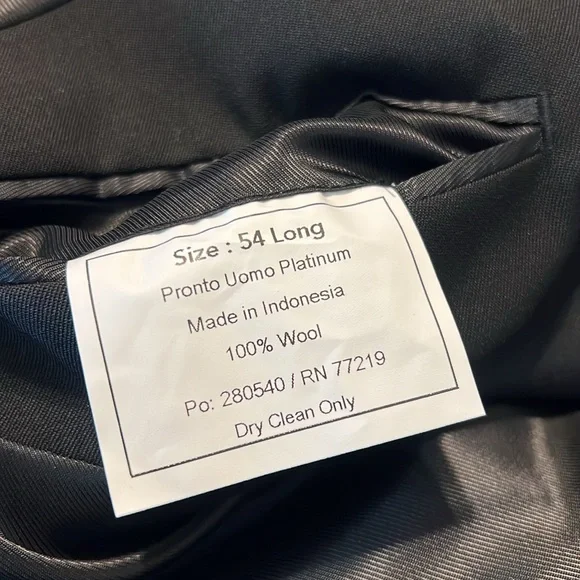 Size : 54 Long
Pronto Uomo Platinum
Made in Indonesia
100% Wool
Po: 280540 / RN 77219
Dry Clean Only